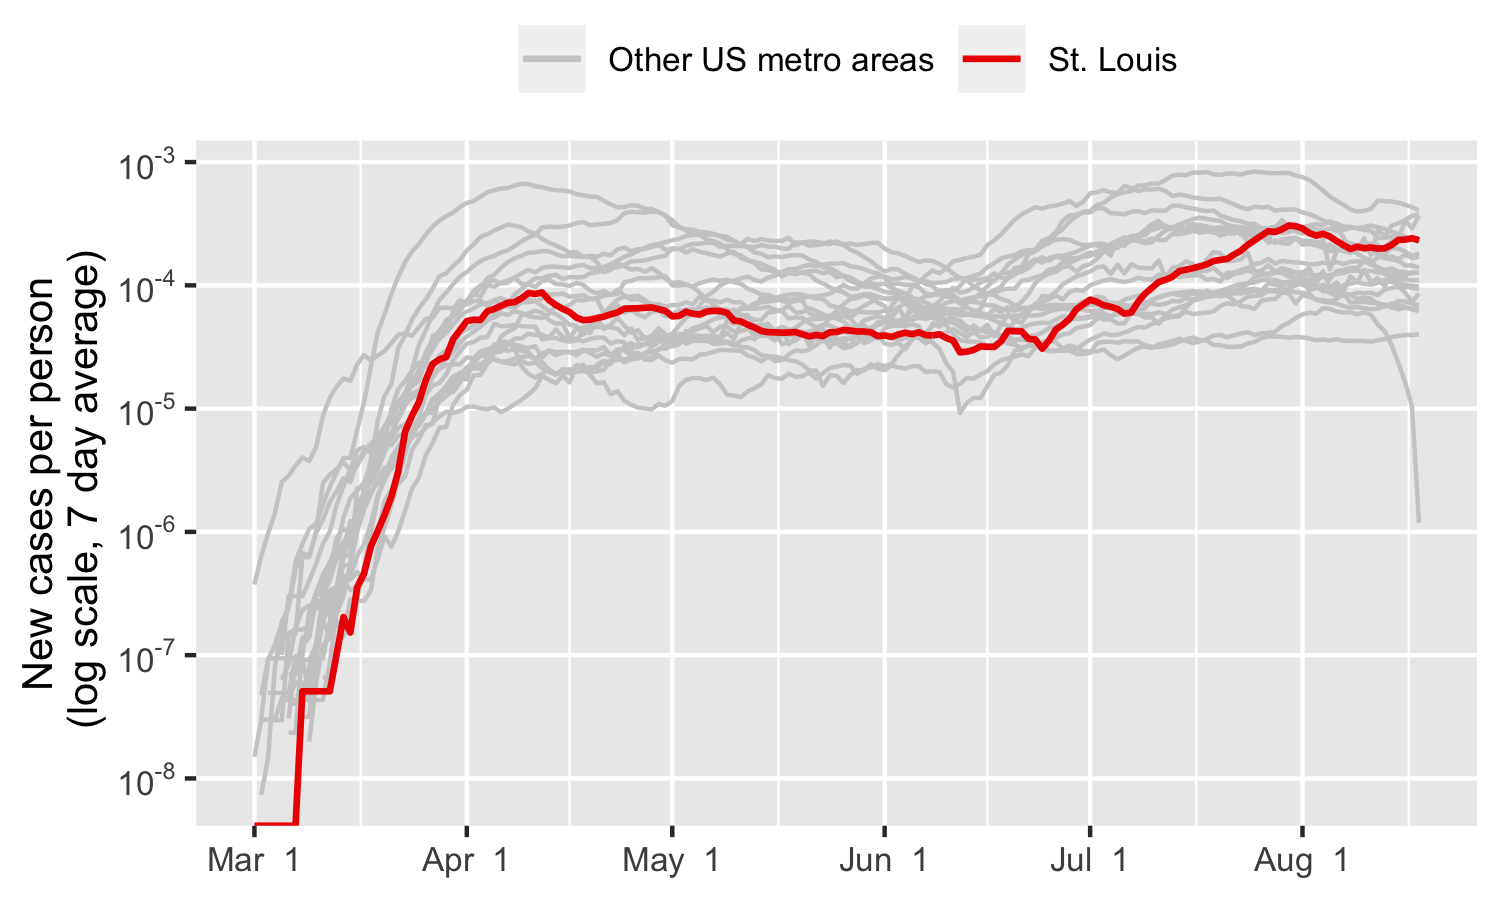 Other US metro areas St. Louis
New cases per person
(log scale, 7 day average)
10⁻³
10⁻⁴
10⁻⁵
10⁻⁶
10⁻⁷
10⁻⁸
Mar 1 Apr 1 May 1 Jun 1 Jul 1 Aug 1